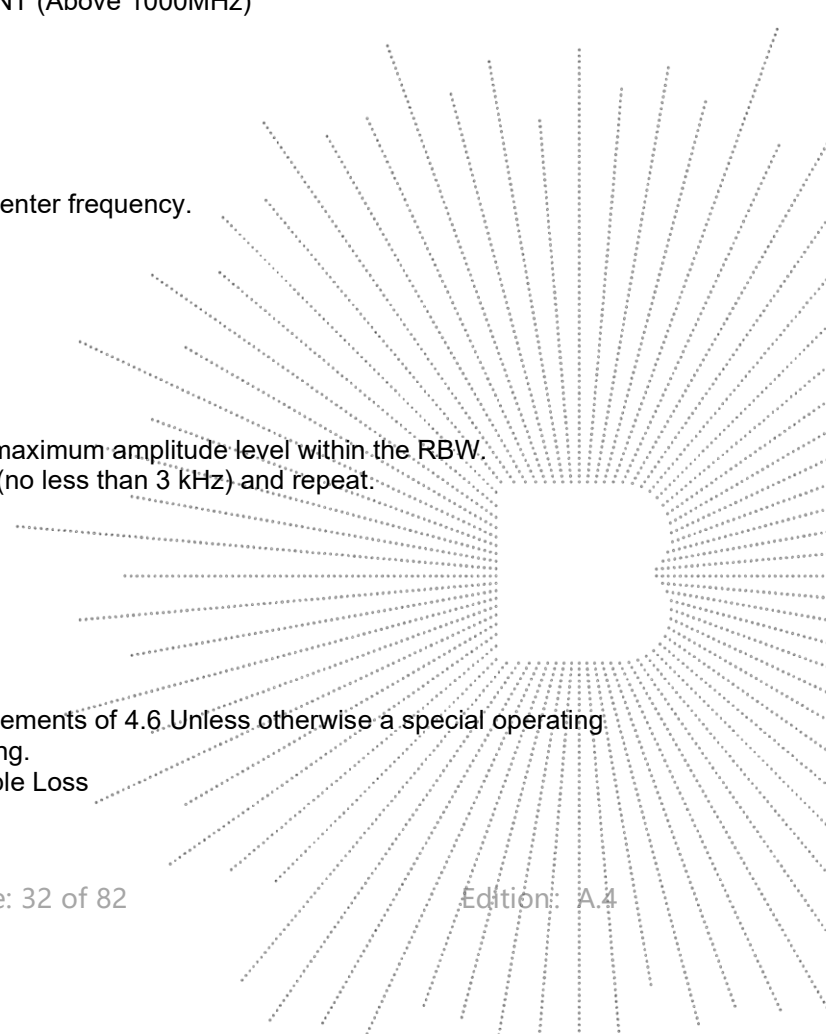 NT (Above 1000MHz)
enter frequency.
maximum amplitude level within the RBW.
(no less than 3 kHz) and repeat.
ements of 4.6 Unless otherwise a special operating
ng.
ole Loss
e: 32 of 82 Edition: A.4